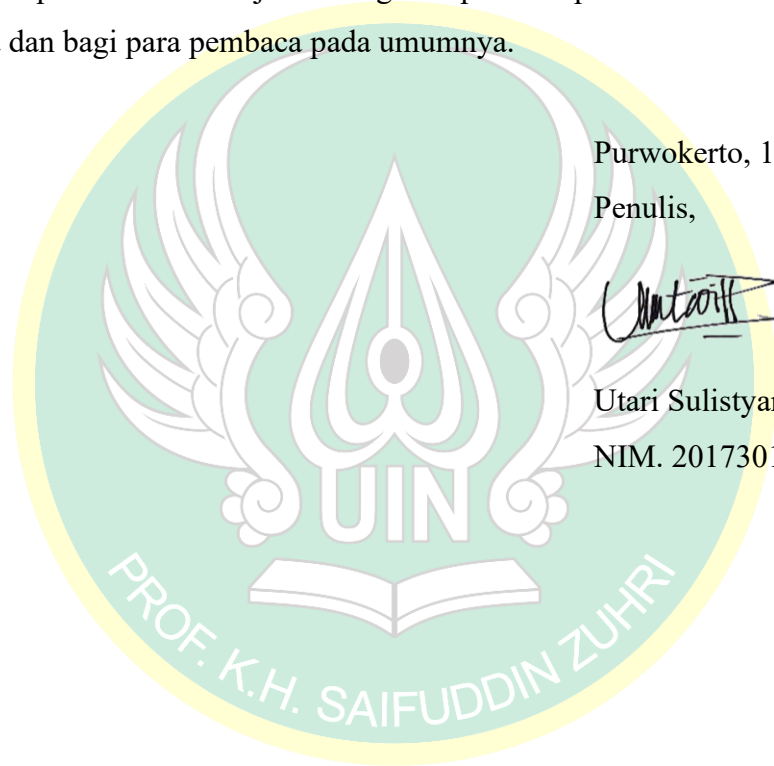 dan bagi para pembaca pada umumnya.
Purwokerto, 1
Penulis,
Utari Sulistya
NIM. 2017301
UIN
PROF. K.H. SAIFUDDIN ZUHRI